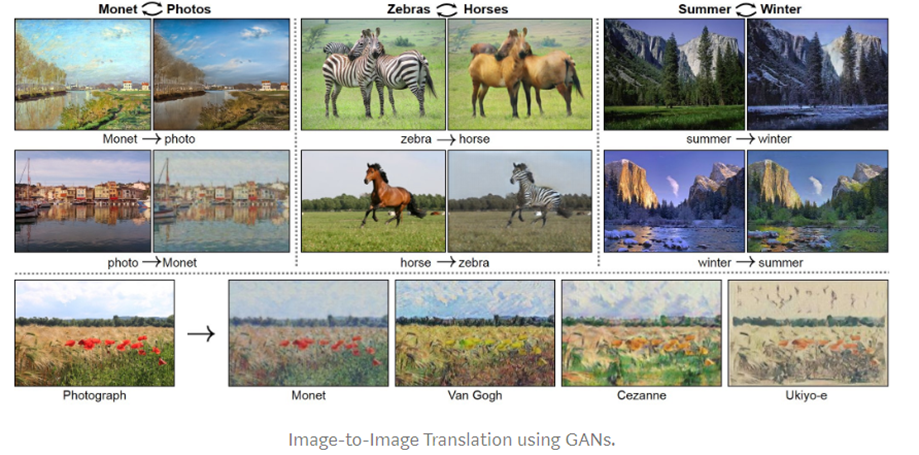 Monet ⟳ Photos
Zebras ⟳ Horses
Summer ⟳ Winter
Monet → photo
zebra → horse
summer → winter
photo → Monet
horse → zebra
winter → summer
→
Photograph
Monet
Van Gogh
Cezanne
Ukiyo-e
Image-to-Image Translation using GANs.